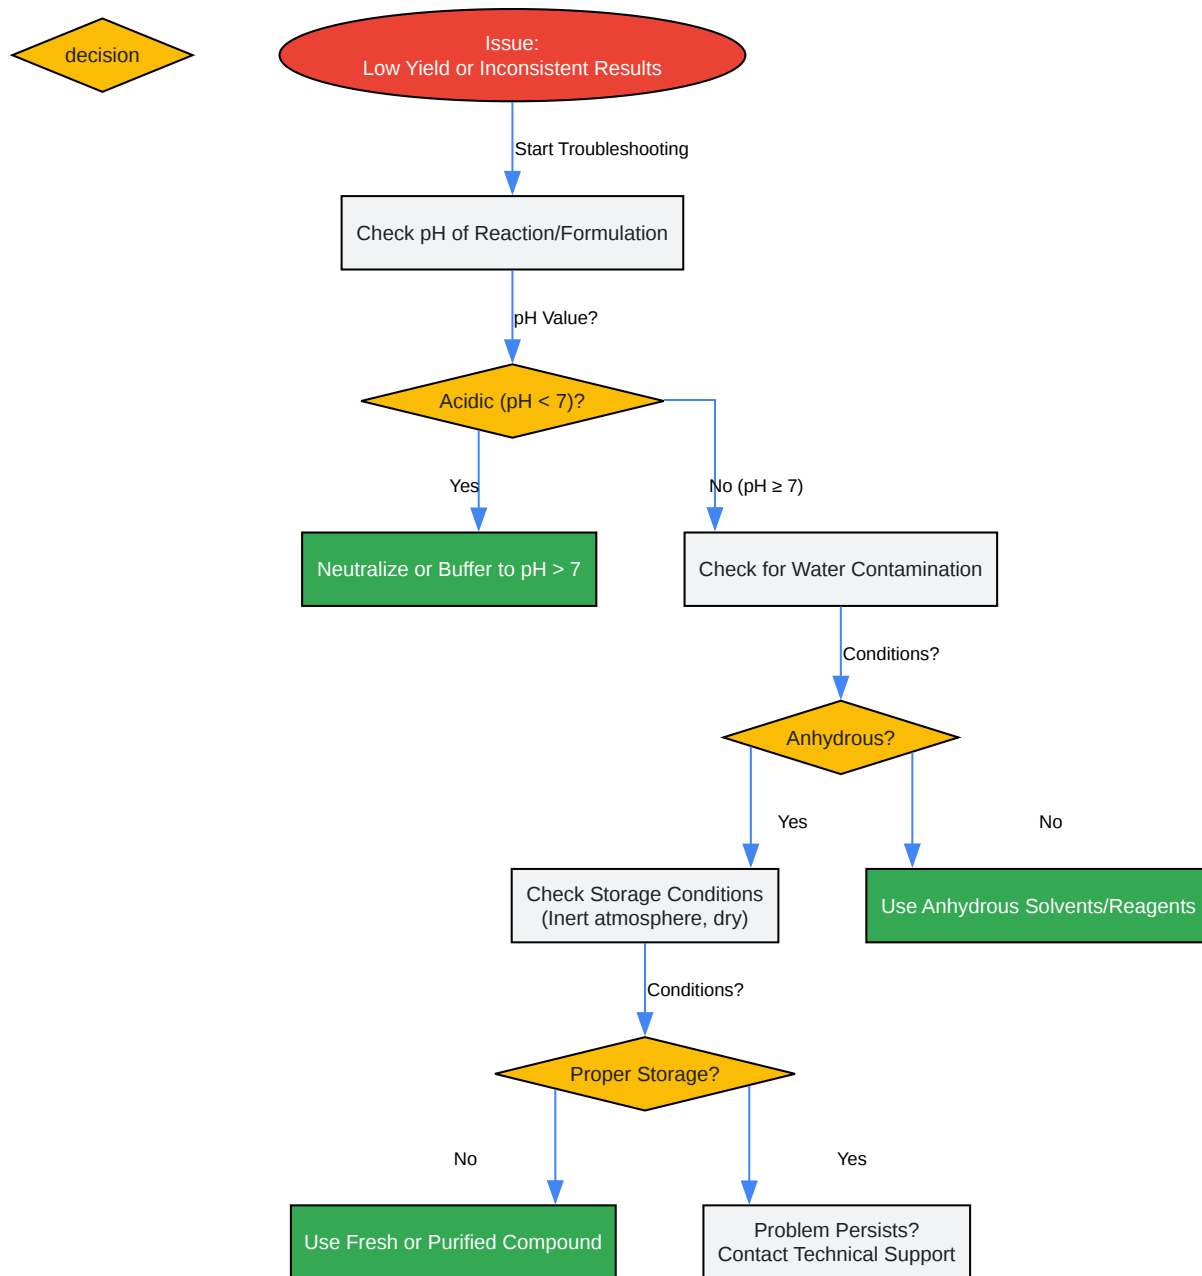 decision
Issue:
Low Yield or Inconsistent Results
Start Troubleshooting
Check pH of Reaction/Formulation
pH Value?
Acidic (pH < 7)?
Yes
No (pH ≥ 7)
Neutralize or Buffer to pH > 7
Check for Water Contamination
Conditions?
Anhydrous?
Yes
No
Check Storage Conditions
(Inert atmosphere, dry)
Use Anhydrous Solvents/Reagents
Conditions?
Proper Storage?
No
Yes
Use Fresh or Purified Compound
Problem Persists?
Contact Technical Support